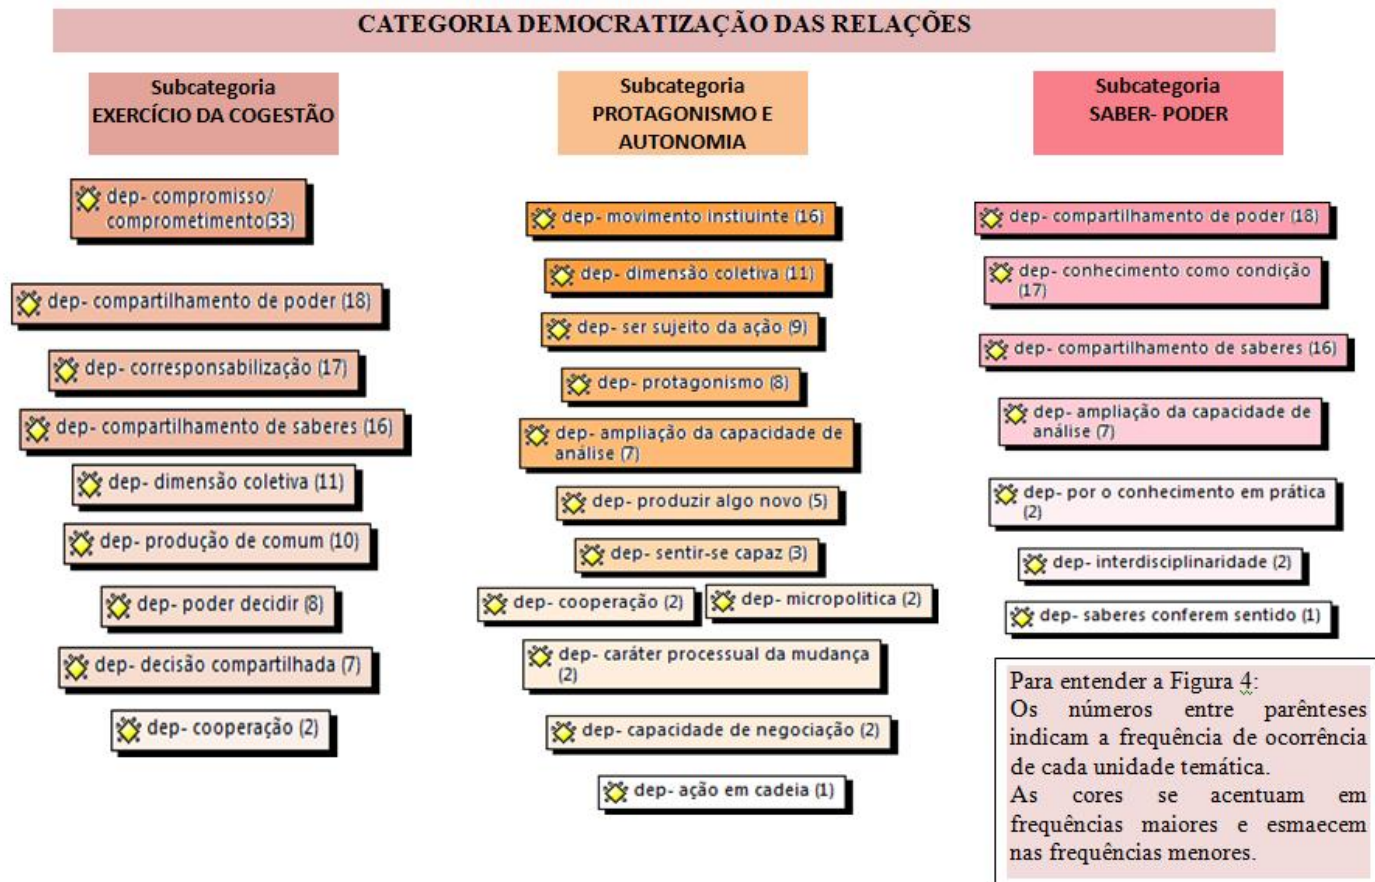 CATEGORIA DEMOCRATIZAÇÃO DAS RELAÇÕES
Subcategoria
EXERCÍCIO DA COGESTÃO
dep- compromisso/
comprometimento(33)
dep- compartilhamento de poder (18)
dep- corresponsabilização (17)
dep- compartilhamento de saberes (16)
dep- dimensão coletiva (11)
dep- produção de comum (10)
dep- poder decidir (8)
dep- decisão compartilhada (7)
dep- cooperação (2)
Subcategoria
PROTAGONISMO E
AUTONOMIA
dep- movimento instiuinte (16)
dep- dimensão coletiva (11)
dep- ser sujeito da ação (9)
dep- protagonismo (8)
dep- ampliação da capacidade de
análise (7)
dep- produzir algo novo (5)
dep- sentir-se capaz (3)
dep- cooperação (2)
dep- micropolitica (2)
dep- caráter processual da mudança
(2)
dep- capacidade de negociação (2)
dep- ação em cadeia (1)
Subcategoria
SABER- PODER
dep- compartilhamento de poder (18)
dep- conhecimento como condição
(17)
dep- compartilhamento de saberes (16)
dep- ampliação da capacidade de
análise (7)
dep- por o conhecimento em prática
(2)
dep- interdisciplinaridade (2)
dep- saberes conferem sentido (1)
Para entender a Figura 4:
Os números entre parênteses
indicam a frequência de ocorrência
de cada unidade temática.
As cores se acentuam em
frequências maiores e esmaecem
nas frequências menores.